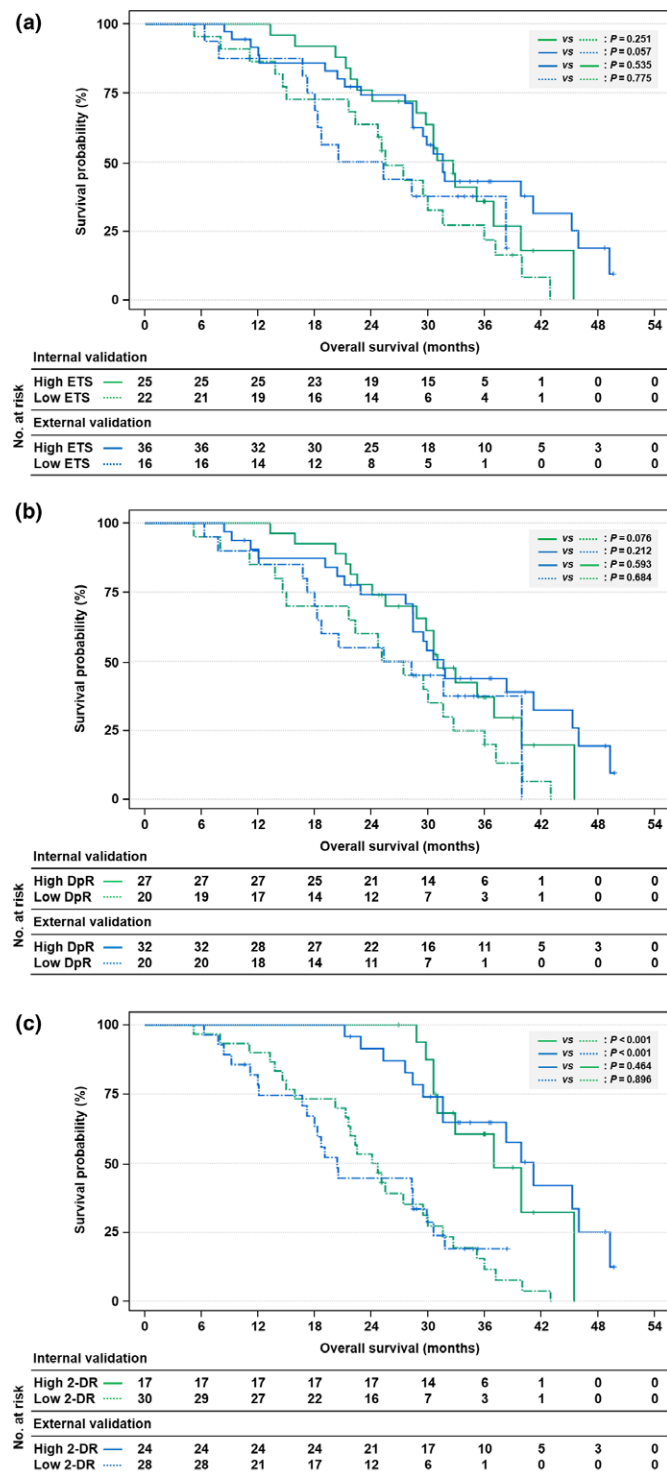 (a)
vs : P = 0.251
vs : P = 0.057
vs : P = 0.535
vs : P = 0.775
100
75
50
25
0
Survival probability (%)
0 6 12 18 24 30 36 42 48 54
Overall survival (months)
No. at risk
Internal validation
High ETS 25 25 25 23 19 15 5 1 0 0
Low ETS 22 21 19 16 14 6 4 1 0 0
External validation
High ETS 36 36 32 30 25 18 10 5 3 0
Low ETS 16 16 14 12 8 5 1 0 0 0
(b)
vs : P = 0.076
vs : P = 0.212
vs : P = 0.593
vs : P = 0.684
100
75
50
25
0
Survival probability (%)
0 6 12 18 24 30 36 42 48 54
Overall survival (months)
No. at risk
Internal validation
High DpR 27 27 27 25 21 14 6 1 0 0
Low DpR 20 19 17 14 12 7 3 1 0 0
External validation
High DpR 32 32 28 27 22 16 11 5 3 0
Low DpR 20 20 18 14 11 7 1 0 0 0
(c)
vs : P < 0.001
vs : P < 0.001
vs : P = 0.464
vs : P = 0.896
100
75
50
25
0
Survival probability (%)
0 6 12 18 24 30 36 42 48 54
Overall survival (months)
No. at risk
Internal validation
High 2-DR 17 17 17 17 17 14 6 1 0 0
Low 2-DR 30 29 27 22 16 7 3 1 0 0
External validation
High 2-DR 24 24 24 24 21 17 10 5 3 0
Low 2-DR 28 28 21 17 12 6 1 0 0 0